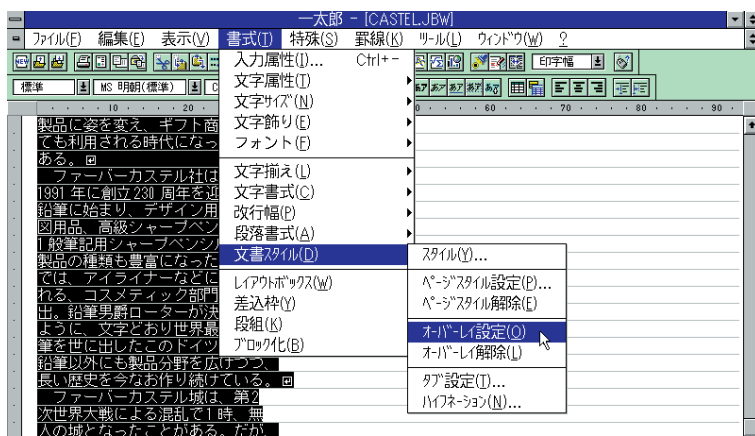 一太郎 - [CASTEL.JBW]
ファイル(F) 編集(E) 表示(V) 書式(T) 特殊(S) 罫線(K) ツール(L) ウィンドウ(W) ?
入力属性(I)... Ctrl+-
文字属性(T)
文字サイズ(N)
文字飾り(E)
フォント(F)
文字揃え(L)
文字書式(C)
改行幅(P)
段落書式(A)
文書スタイル(D)
レイアウトボックス(W)
差込枠(Y)
段組(K)
ブロック化(B)
スタイル(Y)...
ページスタイル設定(P)...
ページスタイル解除(E)
オーバーレイ設定(O)
オーバーレイ解除(L)
タブ設定(T)...
ハイフネーション(N)...
印字幅
標準 MS 明朝(標準)
10 20 60 70 80 90
製品に姿を変え、ギフト商
ても利用される時代になっ
ある。
ファーバーカステル社は
1991年に創立230周年を迎
鉛筆に始まり、デザイン用
図用品、高級シャープペン
1般筆記用シャープペンシル
製品の種類も豊富になった
では、アイライナーなどに
れる、コスメティック部門
出。鉛筆男爵ローターが決
ように、文字どおり世界最
筆を世に出したこのドイツ
鉛筆以外にも製品分野を広げつつ、
長い歴史を今なお作り続けている。
ファーバーカステル城は、第2
次世界大戦による混乱で1時、無
人の城となったことがある。だが、